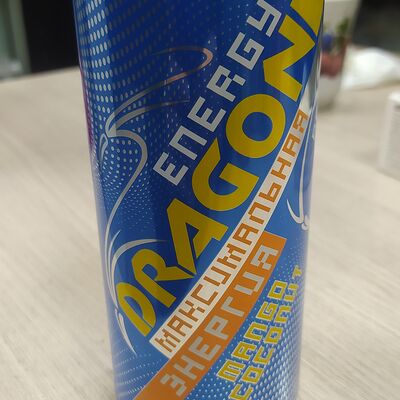 ENERGY
DRAGON
МАКСИМАЛЬНАЯ
ЭНЕРГИЯ
MANGO
COCONUT